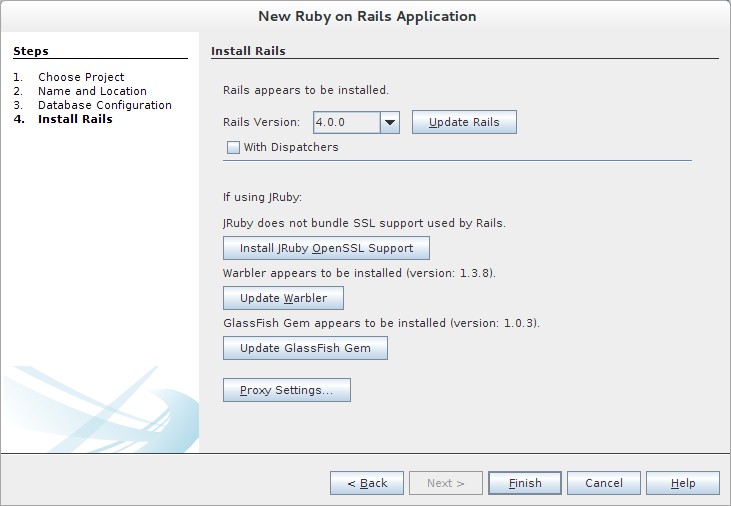 New Ruby on Rails Application
Steps
1. Choose Project
2. Name and Location
3. Database Configuration
4. Install Rails
Install Rails
Rails appears to be installed.
Rails Version: 4.0.0 Update Rails
With Dispatchers
If using JRuby:
JRuby does not bundle SSL support used by Rails.
Install JRuby OpenSSL Support
Warbler appears to be installed (version: 1.3.8).
Update Warbler
GlassFish Gem appears to be installed (version: 1.0.3).
Update GlassFish Gem
Proxy Settings...
< Back Next > Finish Cancel Help